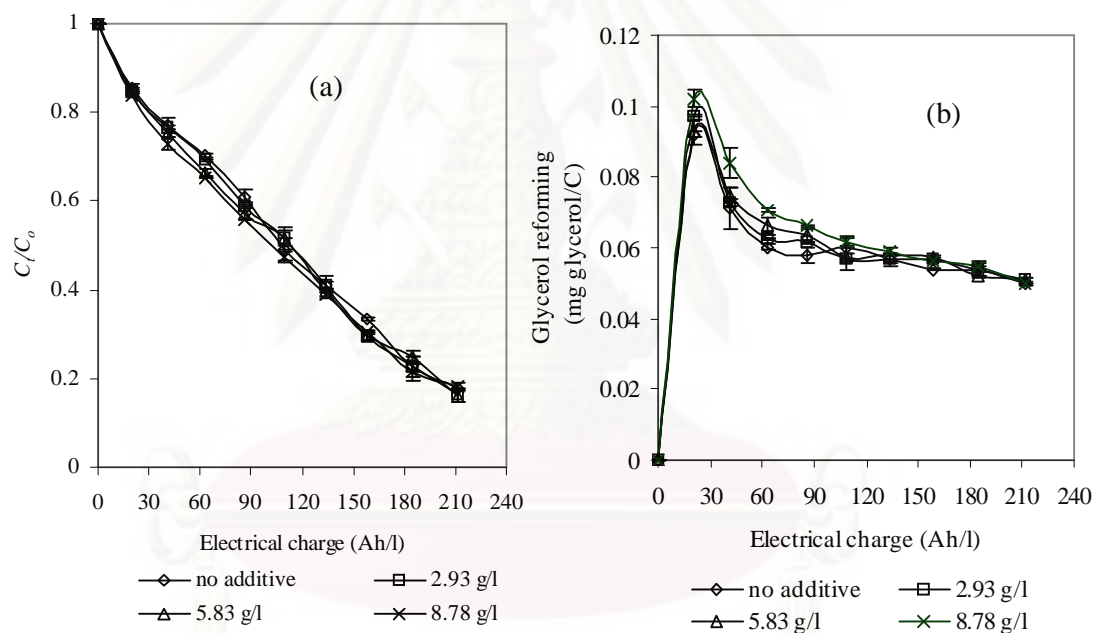 (a)
1
0.8
0.6
0.4
0.2
0
Ct/Co
0 30 60 90 120 150 180 210 240
Electrical charge (Ah/l)
no additive 2.93 g/l
5.83 g/l 8.78 g/l
(b)
0.12
0.1
0.08
0.06
0.04
0.02
0
Glycerol reforming
(mg glycerol/C)
0 30 60 90 120 150 180 210 240
Electrical charge (Ah/l)
no additive 2.93 g/l
5.83 g/l 8.78 g/l